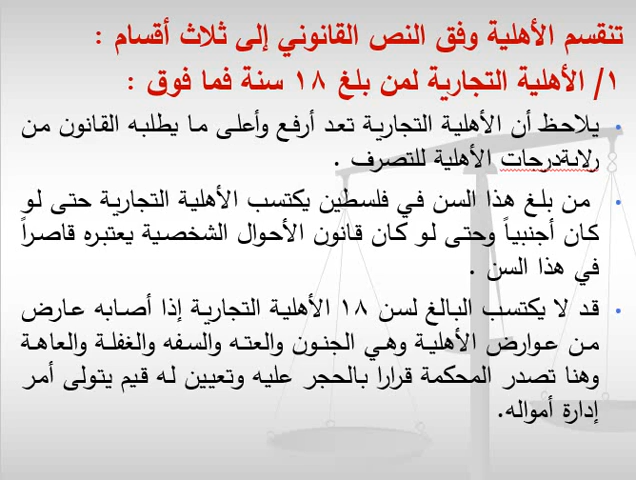 تنقسم الأهلية وفق النص القانوني إلى ثلاث أقسام :
١/ الأهلية التجارية لمن بلغ ١٨ سنة فما فوق :
• يلاحظ أن الأهلية التجارية تعد أرفع وأعلى ما يطلبه القانون من
رلابةدرجات الأهلية للتصرف .
• من بلغ هذا السن في فلسطين يكتسب الأهلية التجارية حتى لو
كان أجنبياً وحتى لو كان قانون الأحوال الشخصية يعتبره قاصراً
في هذا السن .
• قد لا يكتسب البالغ لسن ١٨ الأهلية التجارية إذا أصابه عارض
من عوارض الأهلية وهي الجنون والعته والسفه والغفلة والعاهة
وهنا تصدر المحكمة قرارا بالحجر عليه وتعيين له قيم يتولى أمر
إدارة أمواله.